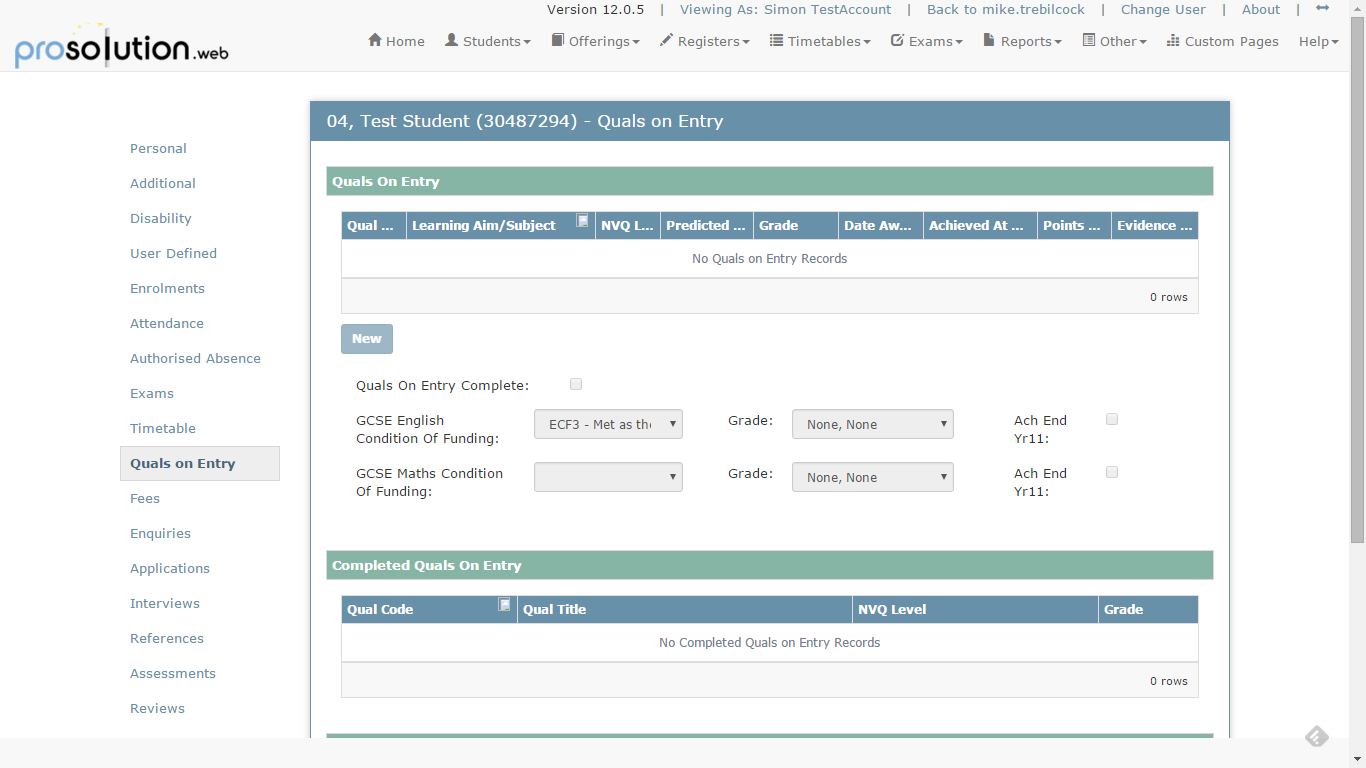 Version 12.0.5 | Viewing As: Simon TestAccount | Back to mike.trebilcock | Change User | About |
prosolution.web
Home Students Offerings Registers Timetables Exams Reports Other Custom Pages Help
04, Test Student (30487294) - Quals on Entry
Personal
Additional
Disability
User Defined
Enrolments
Attendance
Authorised Absence
Exams
Timetable
Quals on Entry
Fees
Enquiries
Applications
Interviews
References
Assessments
Reviews
Quals On Entry
Qual ... Learning Aim/Subject NVQ L... Predicted ... Grade Date Aw... Achieved At ... Points ... Evidence ...
No Quals on Entry Records
0 rows
New
Quals On Entry Complete:
GCSE English
Condition Of Funding:
ECF3 - Met as the
Grade:
None, None
Ach End
Yr11:
GCSE Maths Condition
Of Funding:
Grade:
None, None
Ach End
Yr11:
Completed Quals On Entry
Qual Code Qual Title NVQ Level Grade
No Completed Quals on Entry Records
0 rows